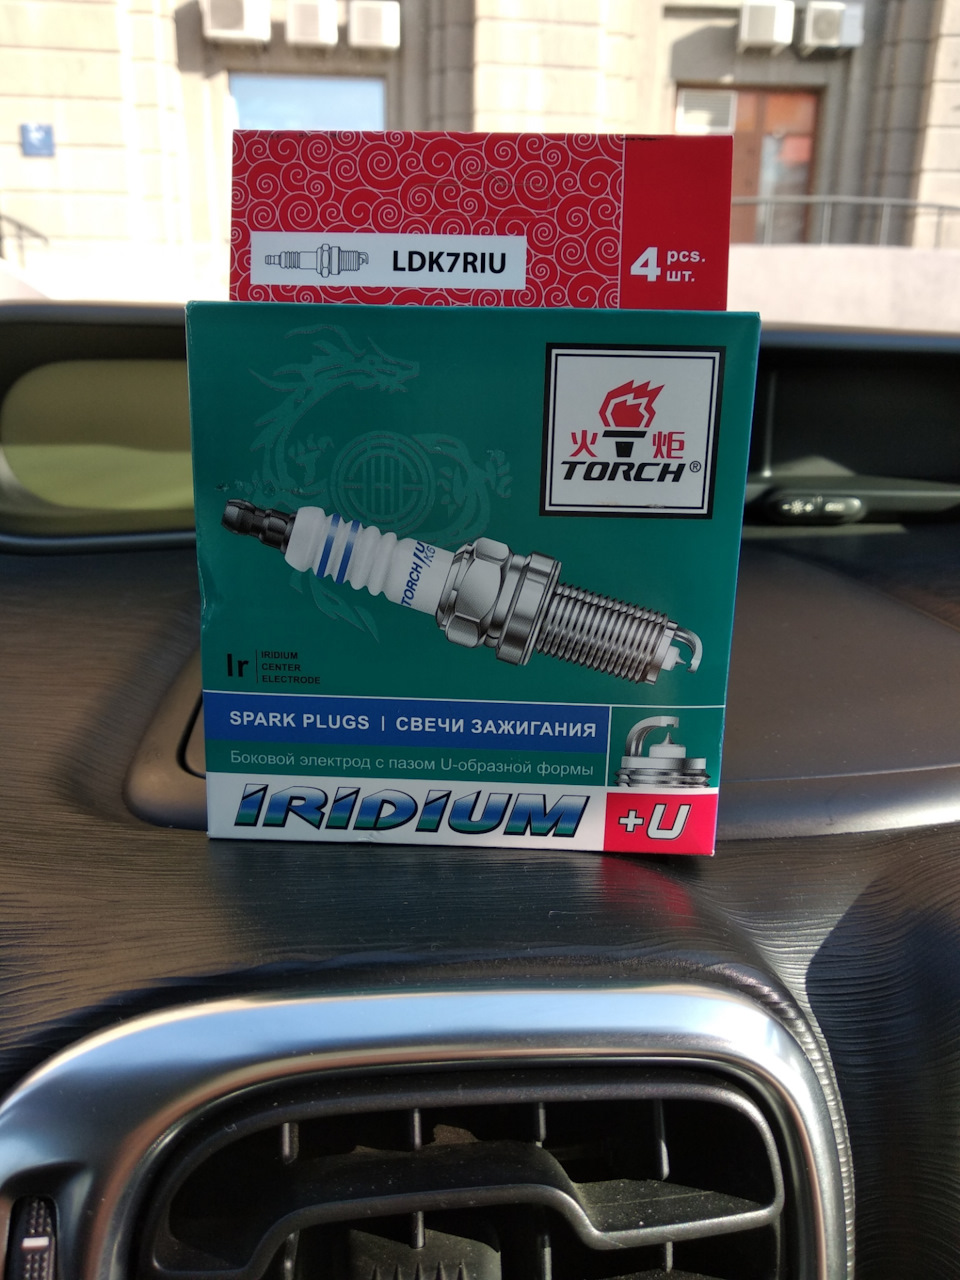 LDK7RIU
4 pcs.
шт.
火炬
TORCH®
TORCH IU
Ir IRIDIUM
CENTER
ELECTRODE
SPARK PLUGS | СВЕЧИ ЗАЖИГАНИЯ
Боковой электрод с пазом U-образной формы
IRIDIUM +U